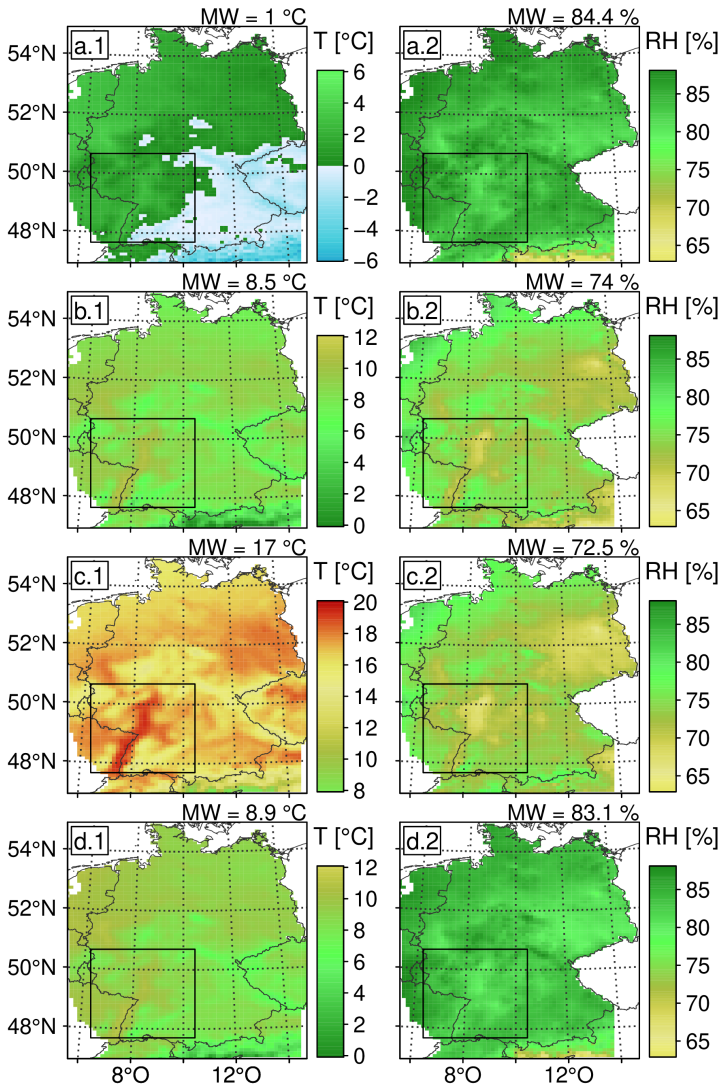 MW = 1 °C
MW = 84.4 %
a.1
T [°C]
a.2
RH [%]
54°N
52°N
50°N
48°N
6
4
2
0
−2
−4
−6
85
80
75
70
65
MW = 8.5 °C
MW = 74 %
b.1
T [°C]
b.2
RH [%]
54°N
52°N
50°N
48°N
12
10
8
6
4
2
0
85
80
75
70
65
MW = 17 °C
MW = 72.5 %
c.1
T [°C]
c.2
RH [%]
54°N
52°N
50°N
48°N
20
18
16
14
12
10
8
85
80
75
70
65
MW = 8.9 °C
MW = 83.1 %
d.1
T [°C]
d.2
RH [%]
54°N
52°N
50°N
48°N
12
10
8
6
4
2
0
85
80
75
70
65
8°O
12°O
8°O
12°O